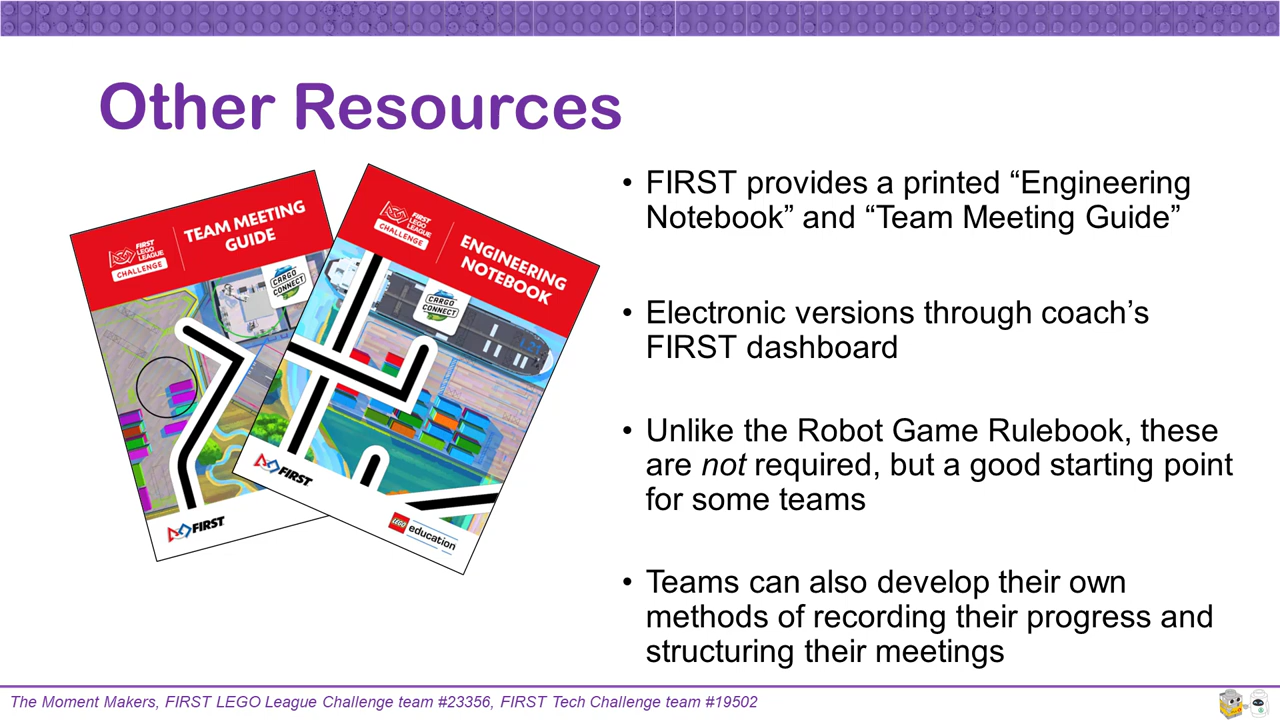 Other Resources
TEAM MEETING
GUIDE
FIRST
LEGO
LEAGUE
CHALLENGE
CARGO
CONNECT
FIRST
FIRST
LEGO
LEAGUE
CHALLENGE
ENGINEERING
NOTEBOOK
CARGO
CONNECT
FIRST
LEGO education
• FIRST provides a printed “Engineering
Notebook” and “Team Meeting Guide”
• Electronic versions through coach’s
FIRST dashboard
• Unlike the Robot Game Rulebook, these
are not required, but a good starting point
for some teams
• Teams can also develop their own
methods of recording their progress and
structuring their meetings
The Moment Makers, FIRST LEGO League Challenge team #23356, FIRST Tech Challenge team #19502